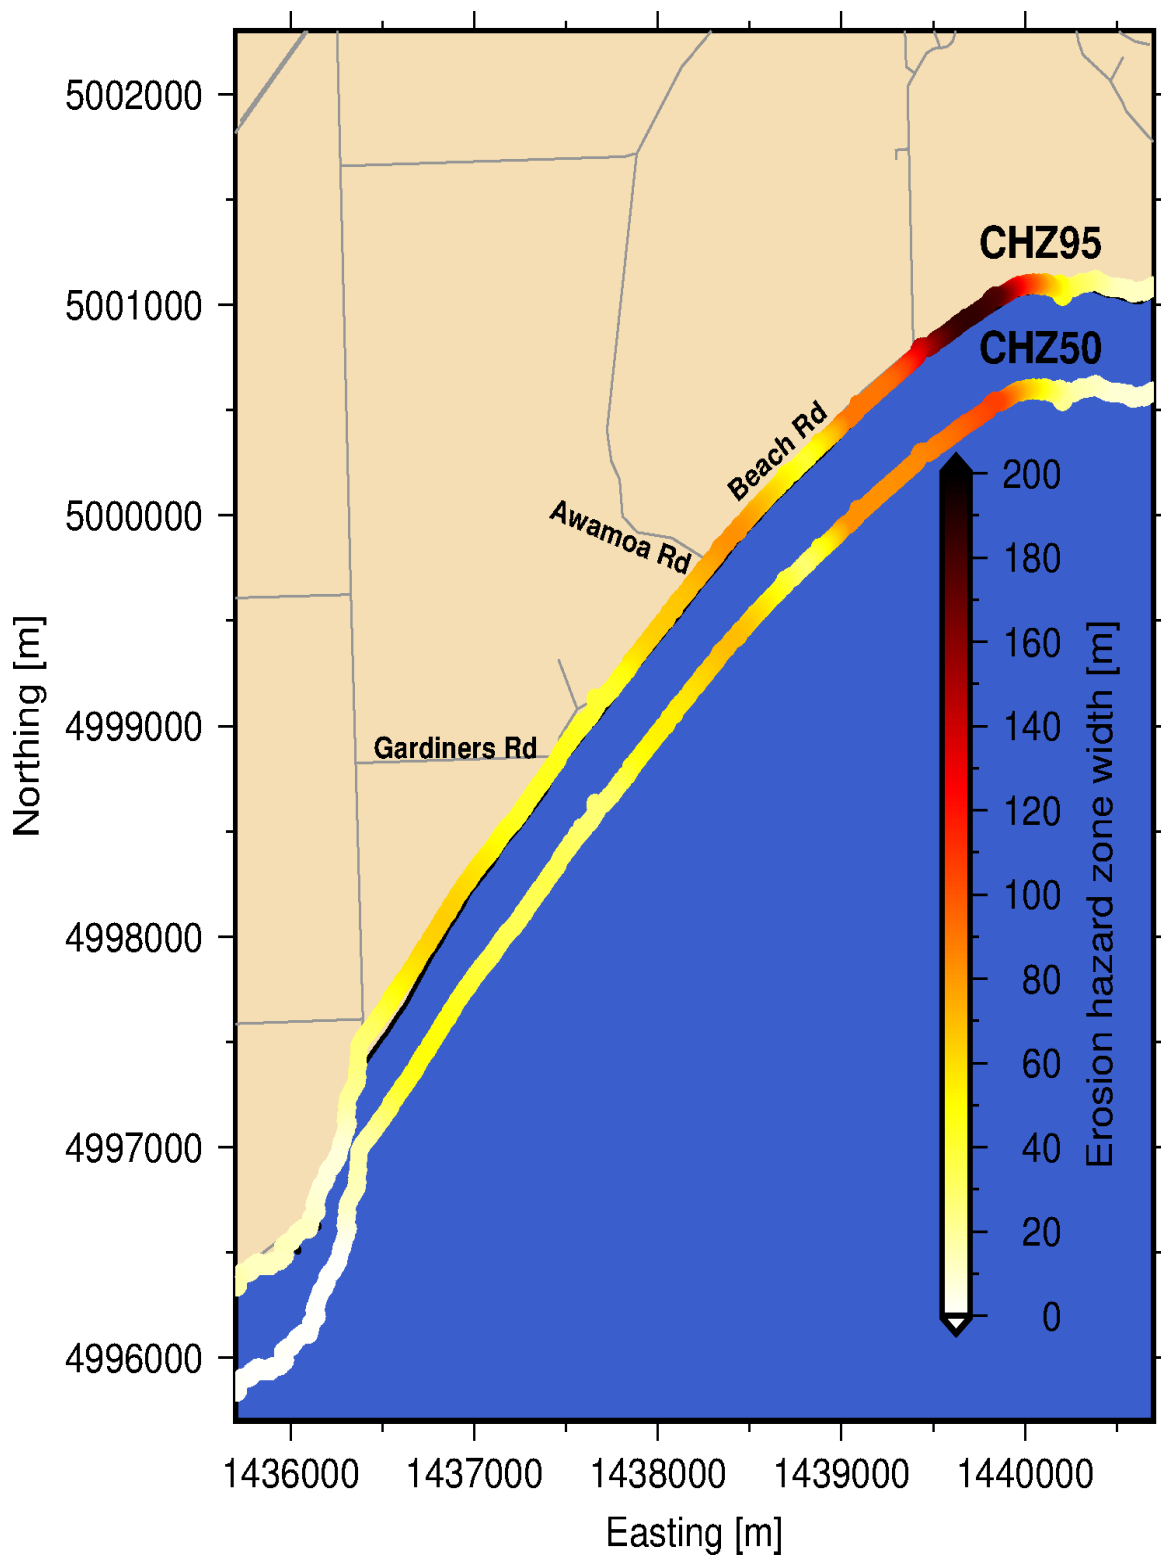 5002000
CHZ95
5001000
CHZ50
Beach Rd
200
5000000
Awamoa Rd
180
160
Northing [m]
Erosion hazard zone width [m]
140
4999000
Gardiners Rd
120
100
4998000
80
60
4997000
40
20
0
4996000
1436000 1437000 1438000 1439000 1440000
Easting [m]